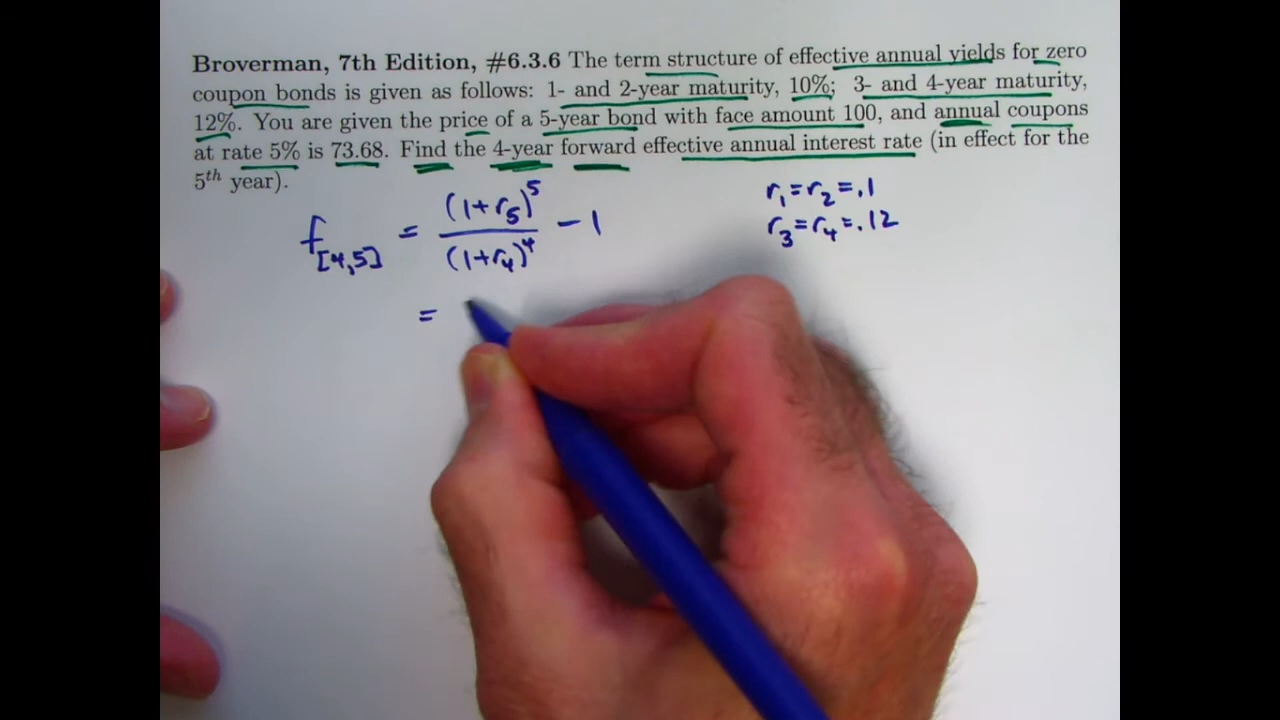 Broverman, 7th Edition, #6.3.6 The term structure of effective annual yields for zero
coupon bonds is given as follows: 1- and 2-year maturity, 10%; 3- and 4-year maturity,
12%. You are given the price of a 5-year bond with face amount 100, and annual coupons
at rate 5% is 73.68. Find the 4-year forward effective annual interest rate (in effect for the
5th year).
f[4,5] = (1+r5)^5 / (1+r4)^4 − 1
=
r1=r2=.1
r3=r4=.12